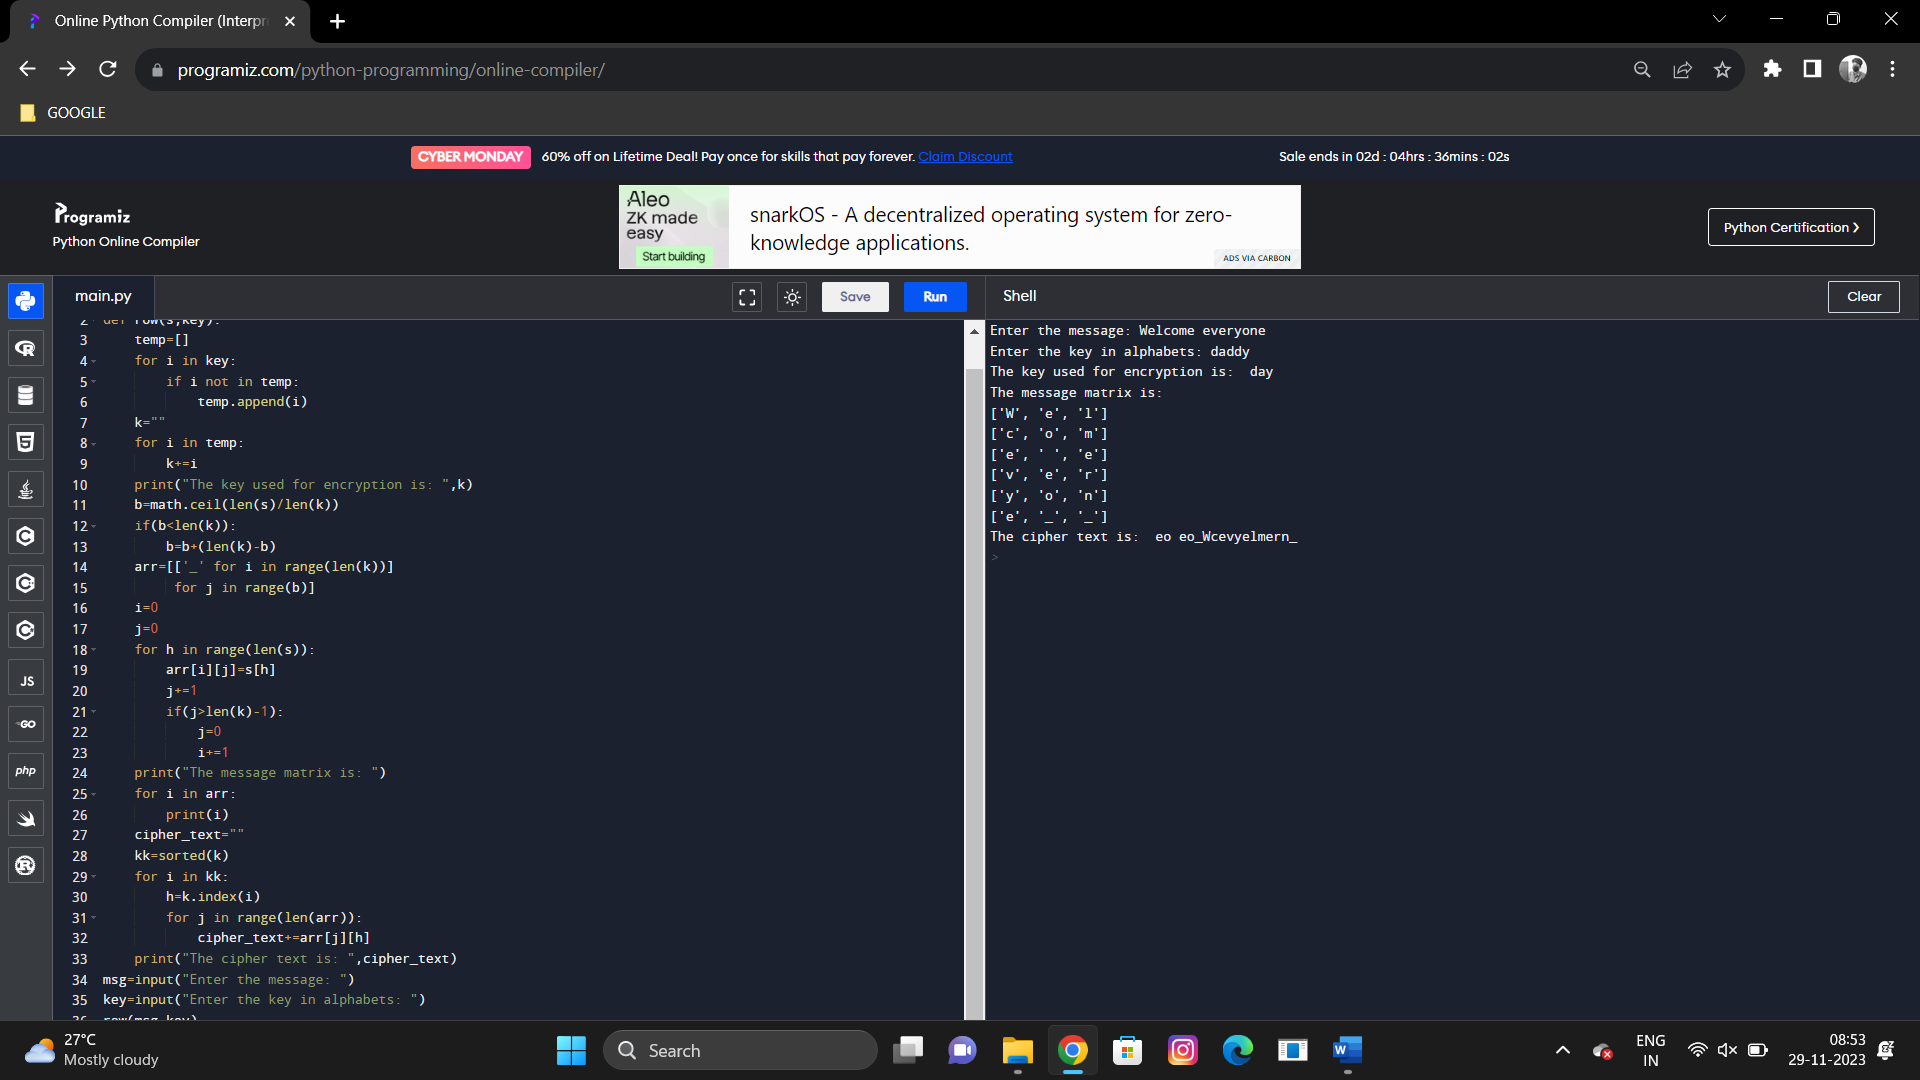 Online Python Compiler (Interpr
programiz.com/python-programming/online-compiler/
GOOGLE
CYBER MONDAY 60% off on Lifetime Deal! Pay once for skills that pay forever. Claim Discount Sale ends in 02d : 04hrs : 36mins : 02s
Programiz
Python Online Compiler
Aleo
ZK made
easy
Start building
snarkOS - A decentralized operating system for zero-
knowledge applications.
ADS VIA CARBON
Python Certification ›
main.py
Save
Run
Shell
Clear
2 def row(s,key):
3     temp=[]
4     for i in key:
5         if i not in temp:
6             temp.append(i)
7     k=""
8     for i in temp:
9         k+=i
10     print("The key used for encryption is: ",k)
11     b=math.ceil(len(s)/len(k))
12     if(b<len(k)):
13         b=b+(len(k)-b)
14     arr=[['_' for i in range(len(k))]
15          for j in range(b)]
16     i=0
17     j=0
18     for h in range(len(s)):
19         arr[i][j]=s[h]
20         j+=1
21         if(j>len(k)-1):
22             j=0
23             i+=1
24     print("The message matrix is: ")
25     for i in arr:
26         print(i)
27     cipher_text=""
28     kk=sorted(k)
29     for i in kk:
30         h=k.index(i)
31         for j in range(len(arr)):
32             cipher_text+=arr[j][h]
33     print("The cipher text is: ",cipher_text)
34 msg=input("Enter the message: ")
35 key=input("Enter the key in alphabets: ")
36 row(msg,key)
Enter the message: Welcome everyone
Enter the key in alphabets: daddy
The key used for encryption is:  day
The message matrix is:
['W', 'e', 'l']
['c', 'o', 'm']
['e', ' ', 'e']
['v', 'e', 'r']
['y', 'o', 'n']
['e', '_', '_']
The cipher text is:  eo eo_Wcevyelmern_
>
JS
GO
php
27°C
Mostly cloudy
Search
ENG
IN
08:53
29-11-2023